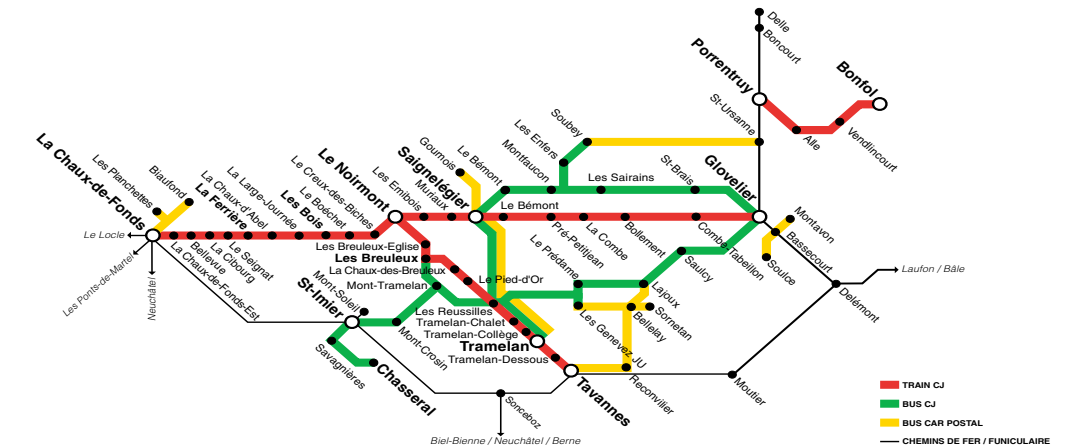 Delle
Boncourt
Porrentruy
Bonfol
St-Ursanne
Alle
Vendlincourt
Soubey
Les Enfers
Montfaucon
Goumois
Le Bémont
Saignelégier
Muriaux
Les Emibois
Le Noirmont
Le Creux-des-Biches
Le Boéchet
Les Bois
La Large-Journée
La Chaux-d'Abel
La Ferrière
Biaufond
Les Planchettes
La Chaux-de-Fonds
Le Locle
Les Ponts-de-Martel
Neuchâtel
La Chaux-de-Fonds-Est
Bellevue
La Cibourg
Le Seignat
Les Sairains
St-Brais
Glovelier
Le Bémont
Pré-Petitjean
La Combe
Bollement
Combe-Tabeillon
Saulcy
Montavon
Bassecourt
Soulce
Laufon / Bâle
Delémont
Les Breuleux-Eglise
Les Breuleux
La Chaux-des-Breuleux
Mont-Tramelan
Le Pied-d'Or
Le Prédame
Lajoux
Sornetan
Bellelay
Les Genevez JU
Les Reussilles
Tramelan-Chalet
Tramelan-Collège
Tramelan
Tramelan-Dessous
Mont-Soleil
St-Imier
Mont-Crosin
Savagnières
Chasseral
Tavannes
Reconvilier
Moutier
Sonceboz
Biel-Bienne / Neuchâtel / Berne
TRAIN CJ
BUS CJ
BUS CAR POSTAL
CHEMINS DE FER / FUNICULAIRE